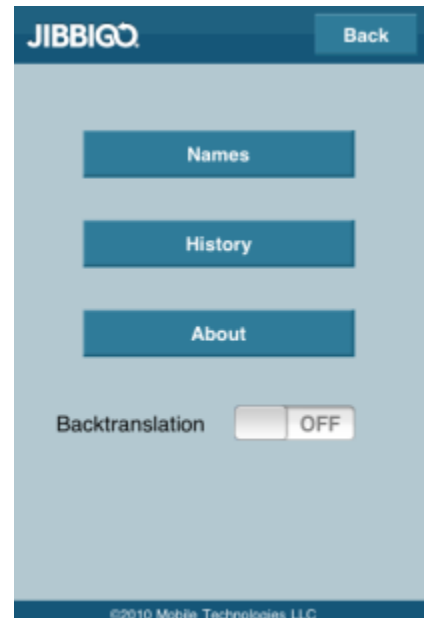 JIBBIGO
Back
Names
History
About
Backtranslation OFF
©2010 Mobile Technologies LLC